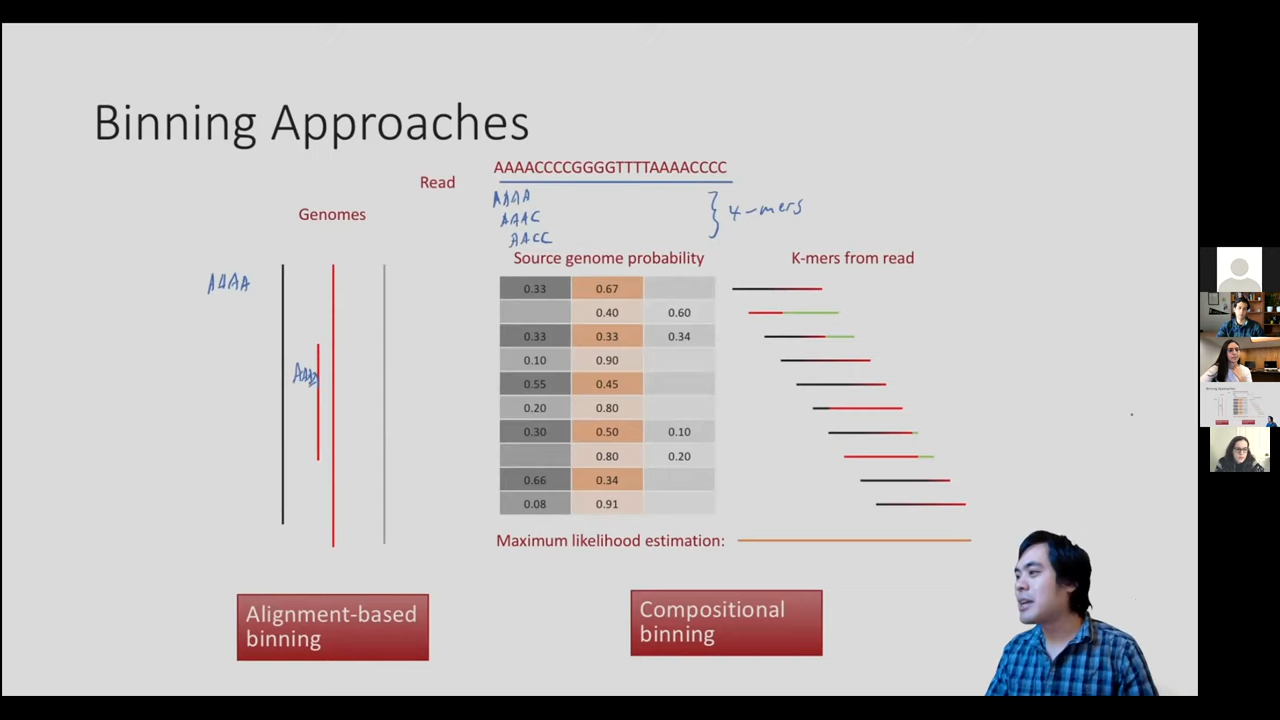 Binning Approaches
Read
AAAACCCCGGGGTTTTAAAACCCC
AAAA
AAAC
AACC
4-mers
Genomes
AAAA
Source genome probability
K-mers from read
0.33 0.67
0.40 0.60
0.33 0.33 0.34
0.10 0.90
0.55 0.45
0.20 0.80
0.30 0.50 0.10
0.80 0.20
0.66 0.34
0.08 0.91
Maximum likelihood estimation:
Alignment-based
binning
Compositional
binning